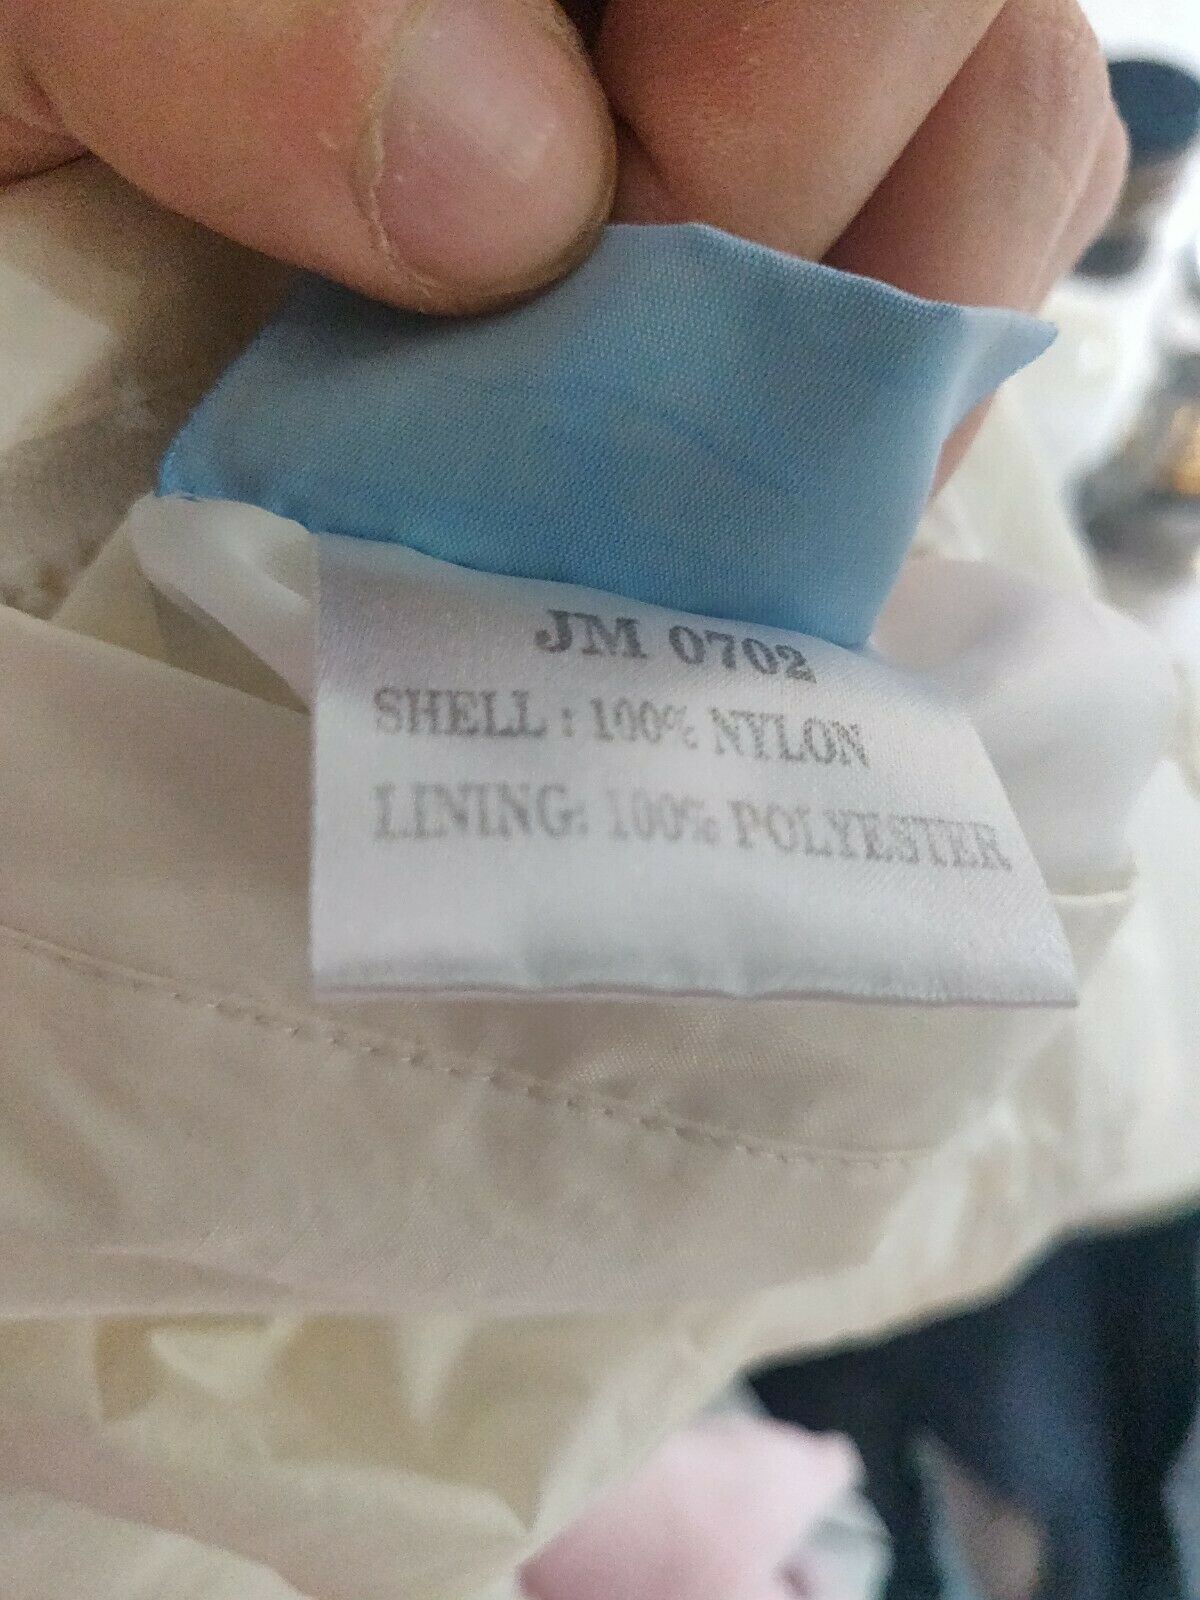 JM 0702
SHELL : 100% NYLON
LINING: 100% POLYESTER